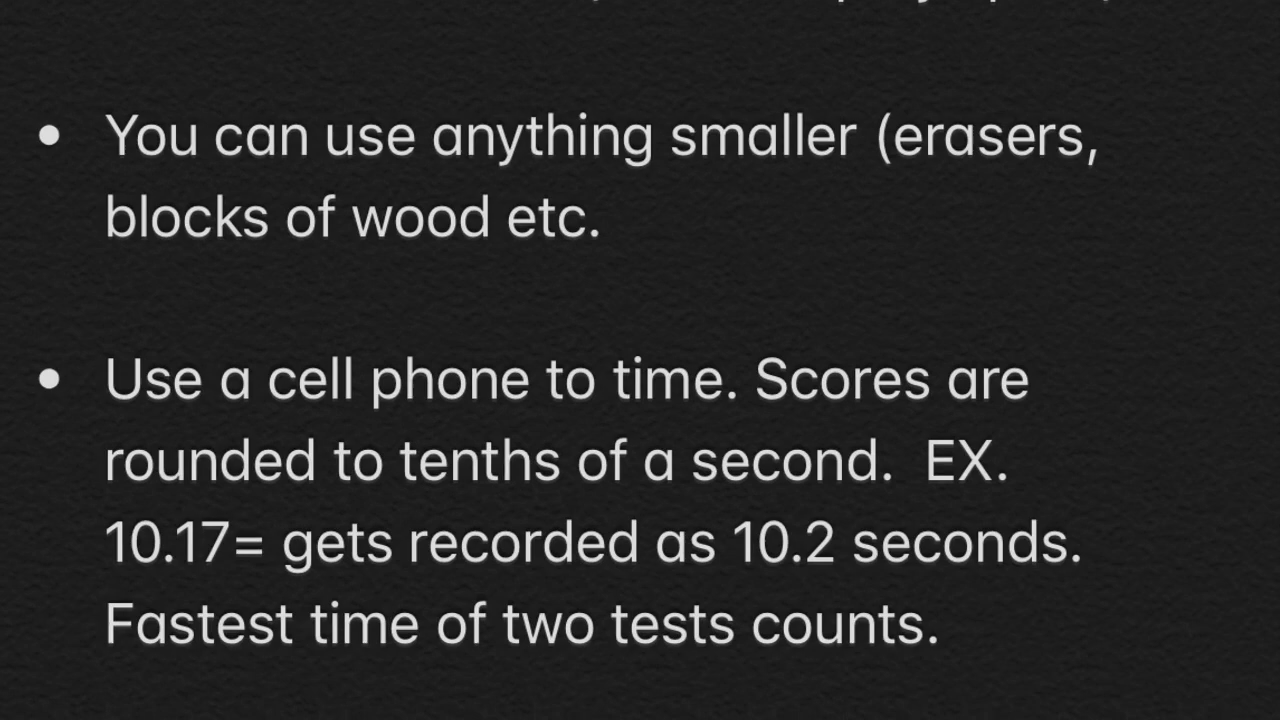 • You can use anything smaller (erasers,
blocks of wood etc.
• Use a cell phone to time. Scores are
rounded to tenths of a second.  EX.
10.17= gets recorded as 10.2 seconds.
Fastest time of two tests counts.